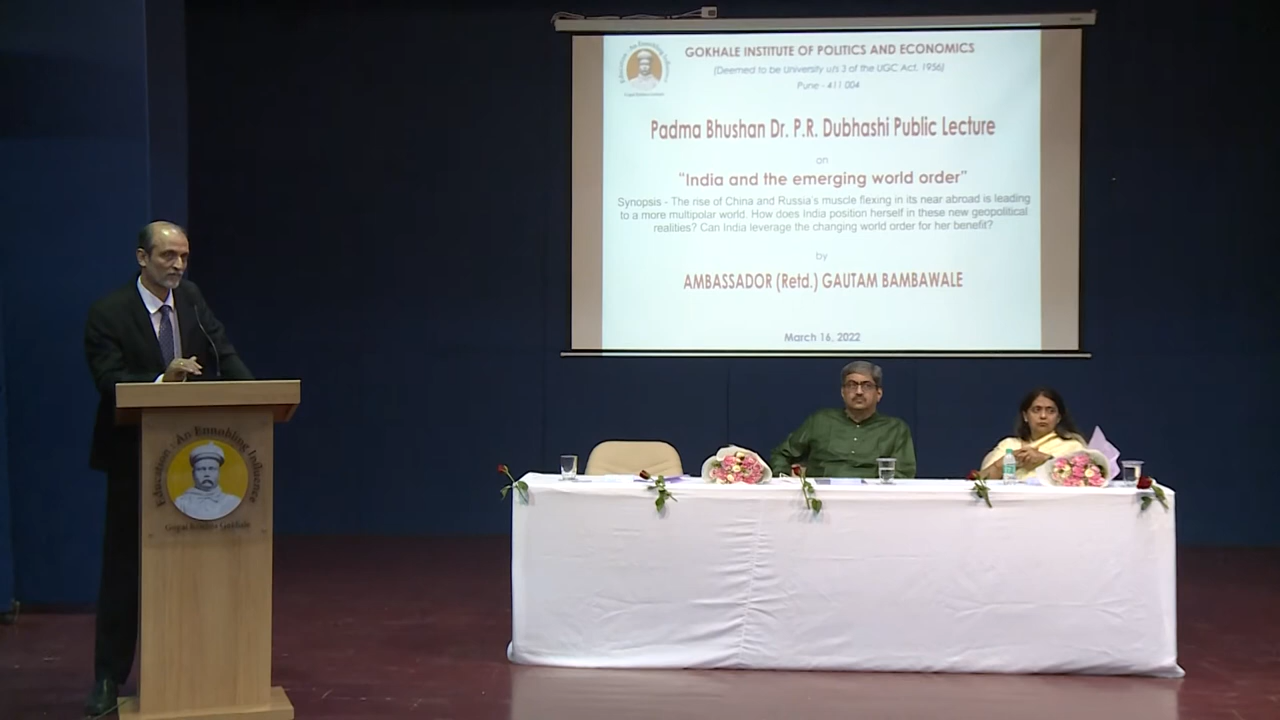 GOKHALE INSTITUTE OF POLITICS AND ECONOMICS
(Deemed to be University u/s 3 of the UGC Act, 1956)
Pune - 411 004
Padma Bhushan Dr. P.R. Dubhashi Public Lecture
on
“India and the emerging world order”
Synopsis - The rise of China and Russia's muscle flexing in its near abroad is leading
to a more multipolar world. How does India position herself in these new geopolitical
realities? Can India leverage the changing world order for her benefit?
by
AMBASSADOR (Retd.) GAUTAM BAMBAWALE
March 16, 2022
Education : An Ennobling Influence
Gopal Krishna Gokhale